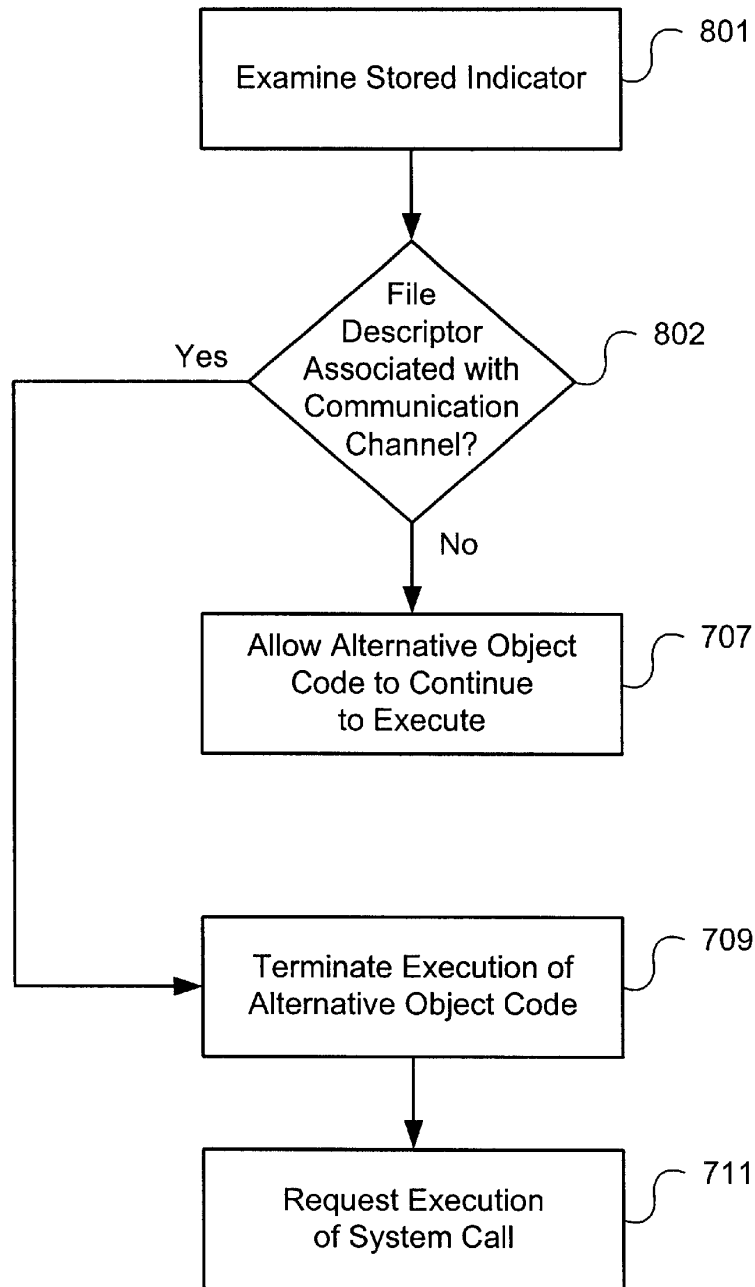 801
Examine Stored Indicator
File
Descriptor
Associated with
Communication
Channel?
802
Yes
No
Allow Alternative Object
Code to Continue
to Execute
707
Terminate Execution of
Alternative Object Code
709
Request Execution
of System Call
711